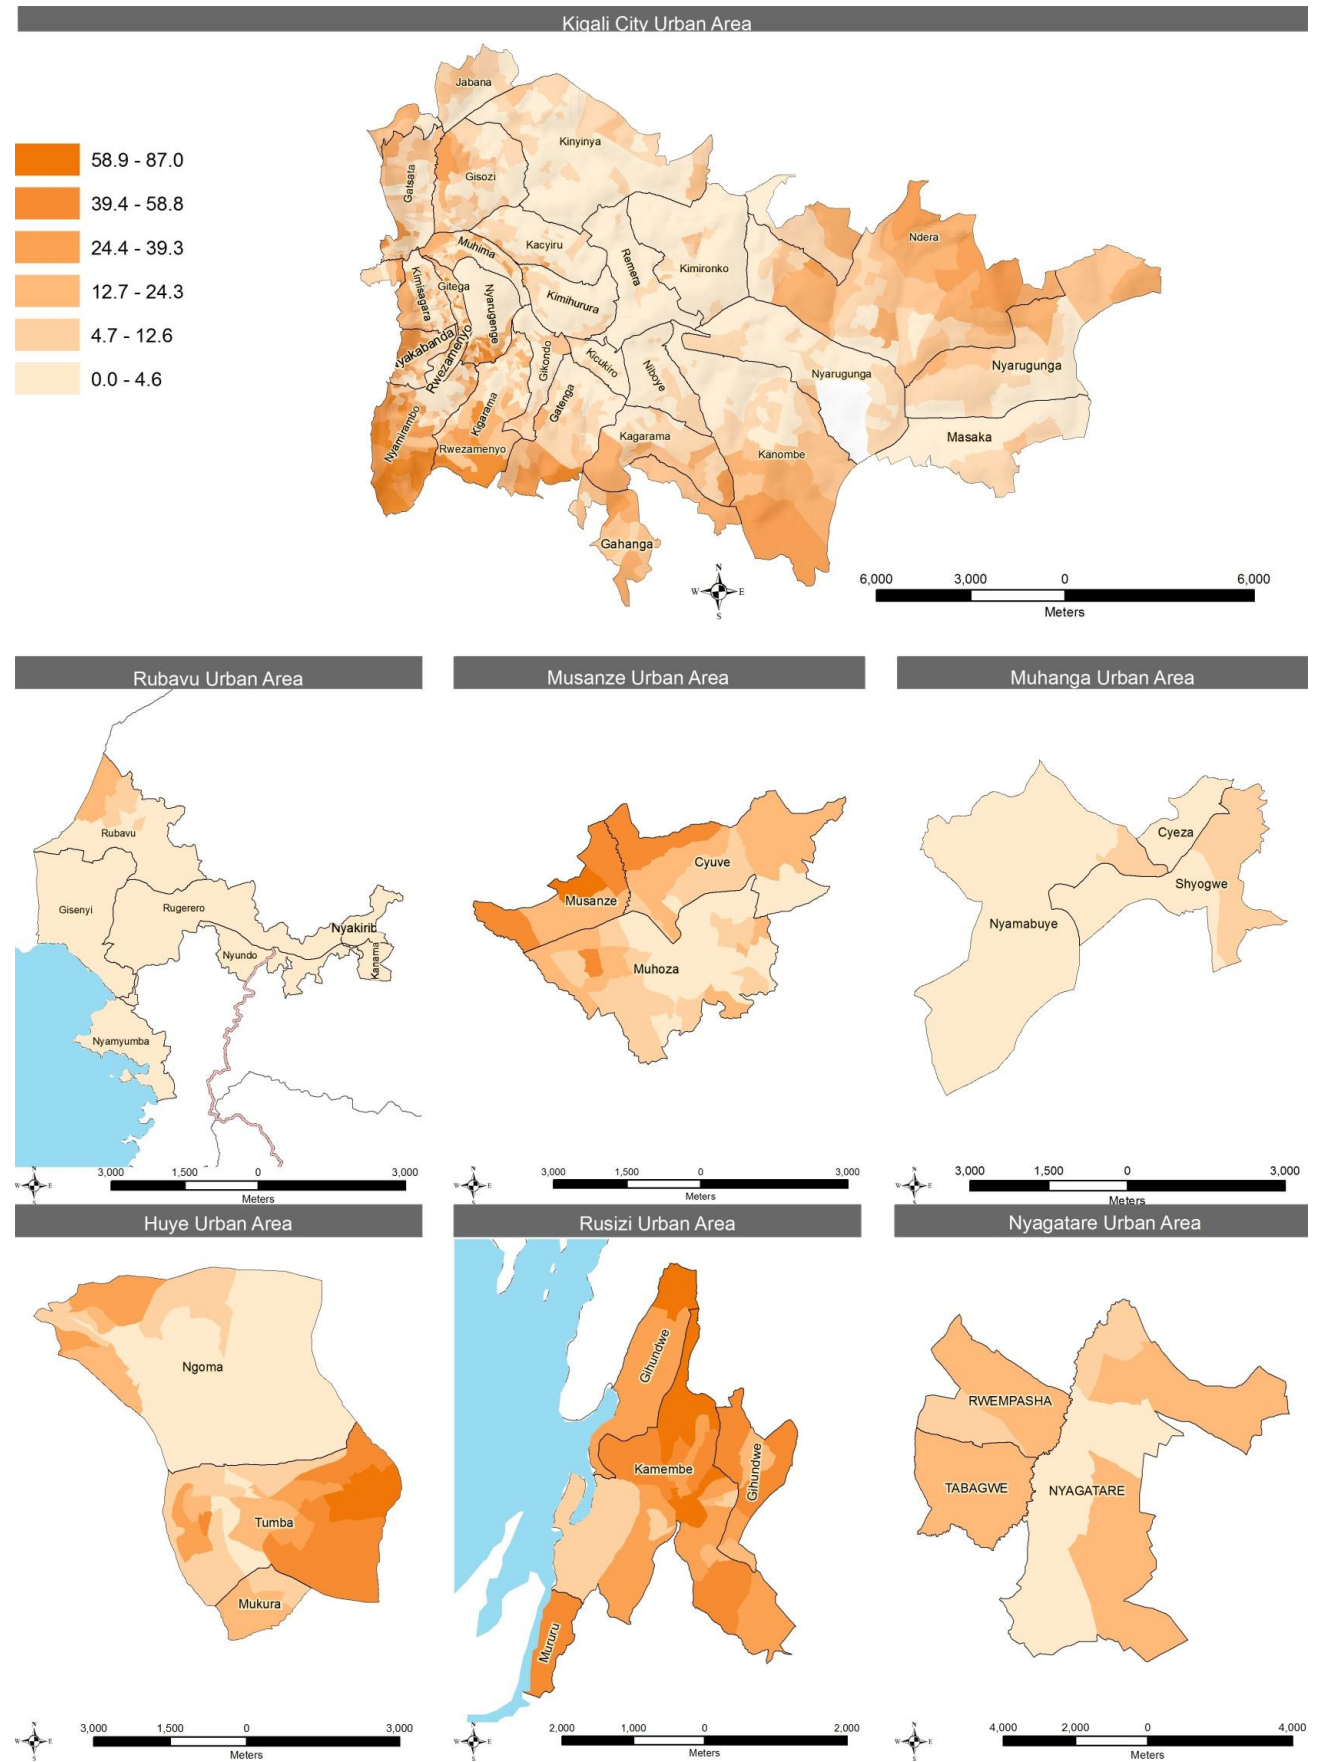 Kigali City Urban Area
58.9 - 87.0
39.4 - 58.8
24.4 - 39.3
12.7 - 24.3
4.7 - 12.6
0.0 - 4.6
Jabana
Kinyinya
Gatsata
Gisozi
Ndera
Muhima
Kacyiru
Remera
Kimironko
Kimisagara
Gitega
Nyarugenge
Kimihurura
yakabanda
Rwezamenyo
Gikondo
Kicukiro
Niboye
Nyarugunga
Nyarugunga
Nyamirambo
Kigarama
Gatenga
Kagarama
Masaka
Rwezamenyo
Kanombe
Gahanga
N
W E
S
6,000 3,000 0 6,000
Meters
Rubavu Urban Area
Rubavu
Gisenyi
Rugerero
Nyakirib
Nyundo
Kanama
Nyamyumba
N
W E
S
3,000 1,500 0 3,000
Meters
Musanze Urban Area
Cyuve
Musanze
Muhoza
N
W E
S
3,000 1,500 0 3,000
Meters
Muhanga Urban Area
Cyeza
Shyogwe
Nyamabuye
N
W E
S
3,000 1,500 0 3,000
Meters
Huye Urban Area
Ngoma
Tumba
Mukura
N
W E
S
3,000 1,500 0 3,000
Meters
Rusizi Urban Area
Gihundwe
Kamembe
Gihundwe
Mururu
N
W E
S
2,000 1,000 0 2,000
Meters
Nyagatare Urban Area
RWEMPASHA
TABAGWE
NYAGATARE
N
W E
S
4,000 2,000 0 4,000
Meters